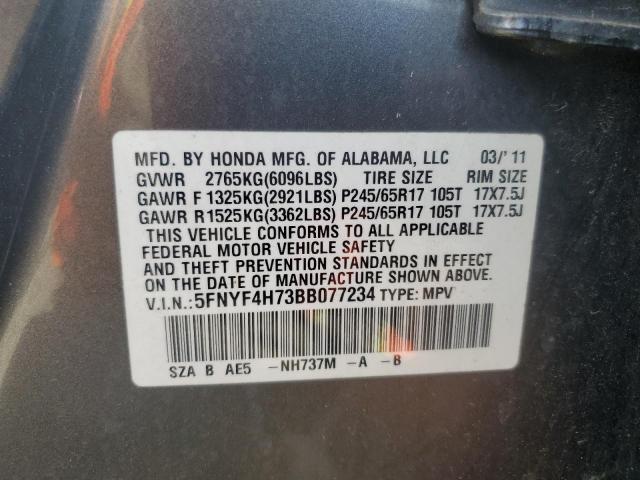 MFD. BY HONDA MFG. OF ALABAMA, LLC 03/'11
GVWR 2765KG(6096LBS) TIRE SIZE RIM SIZE
GAWR F 1325KG(2921LBS) P245/65R17 105T 17X7.5J
GAWR R1525KG(3362LBS) P245/65R17 105T 17X7.5J
THIS VEHICLE CONFORMS TO ALL APPLICABLE
FEDERAL MOTOR VEHICLE SAFETY
AND THEFT PREVENTION STANDARDS IN EFFECT
ON THE DATE OF MANUFACTURE SHOWN ABOVE.
V.I.N.:5FNYF4H73BB077234 TYPE: MPV
SZA B AE5 -NH737M -A -B